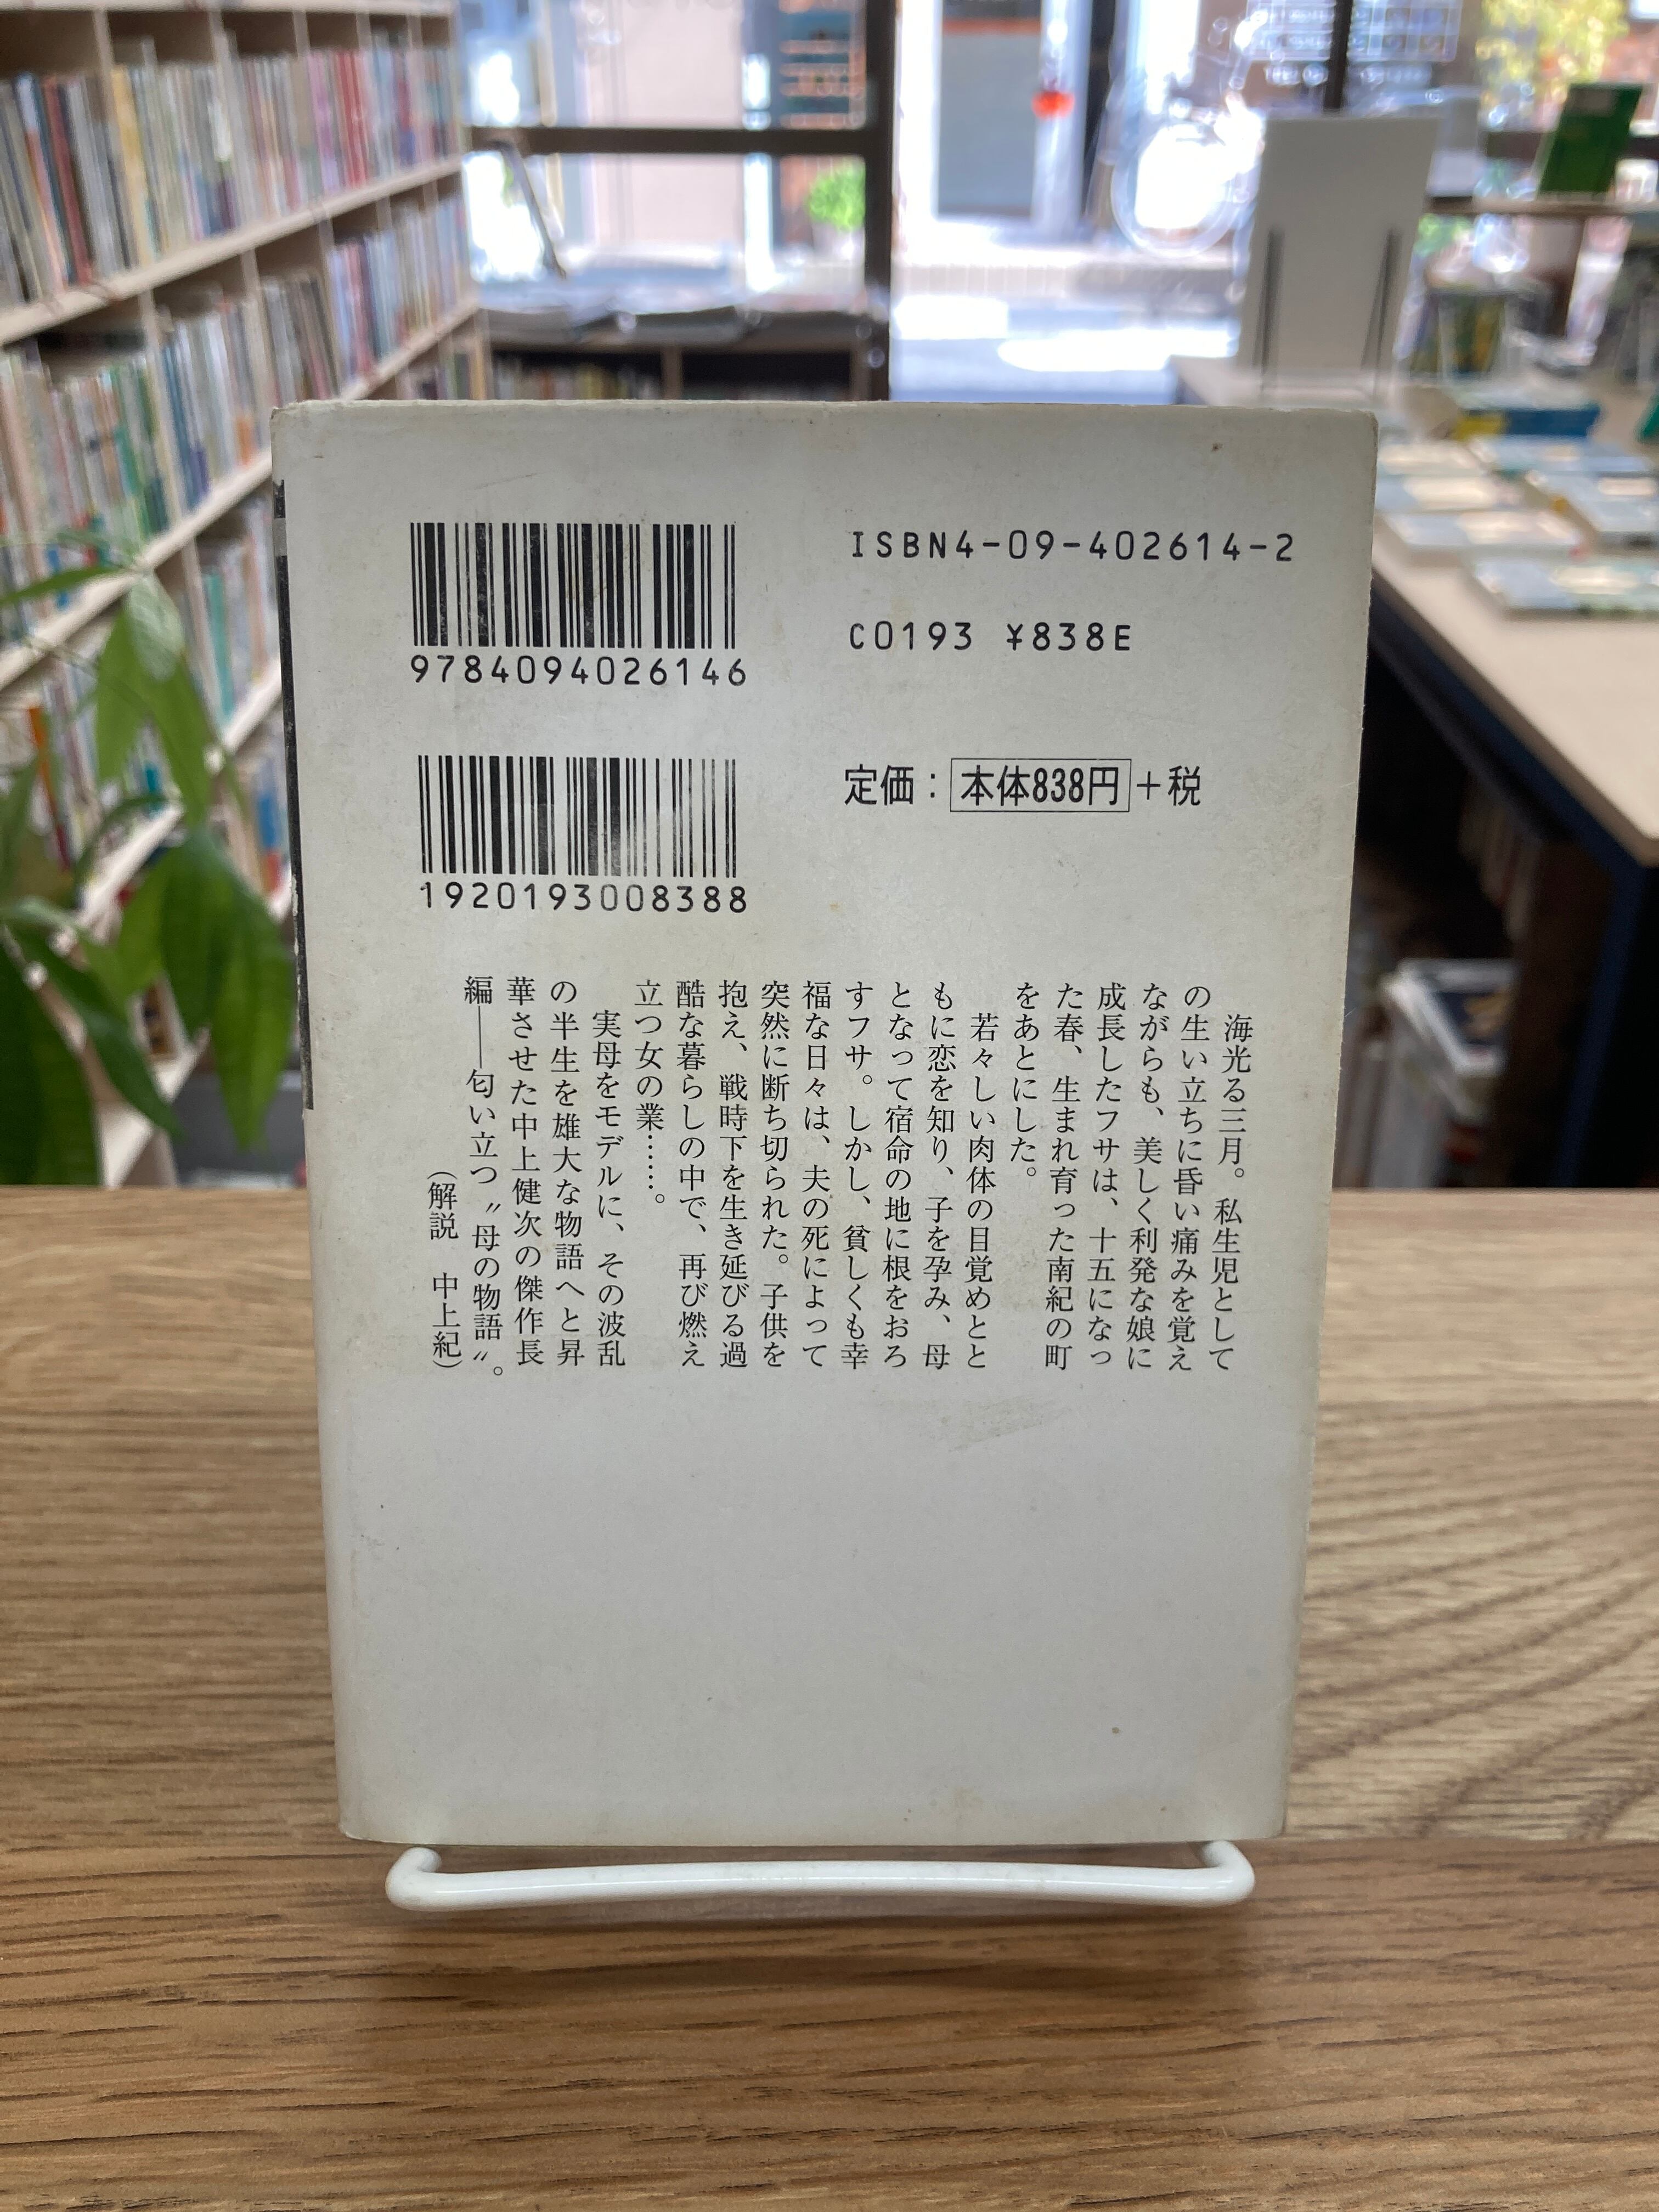 ISBN4-09-402614-2
C0193 ¥838E
9784094026146
定価：本体838円＋税
1920193008388
海光る三月。私生児として
の生い立ちに昏い痛みを覚え
ながらも、美しく利発な娘に
成長したフサは、十五になっ
た春、生まれ育った南紀の町
をあとにした。
若々しい肉体の目覚めとと
もに恋を知り、子を孕み、母
となって宿命の地に根をおろ
すフサ。しかし、貧しくも幸
福な日々は、夫の死によって
突然に断ち切られた。子供を
抱え、戦時下を生き延びる過
酷な暮らしの中で、再び燃え
立つ女の業……。
実母をモデルに、その波乱
の半生を雄大な物語へと昇
華させた中上健次の傑作長
編――匂い立つ〝母の物語〟。
（解説　中上紀）